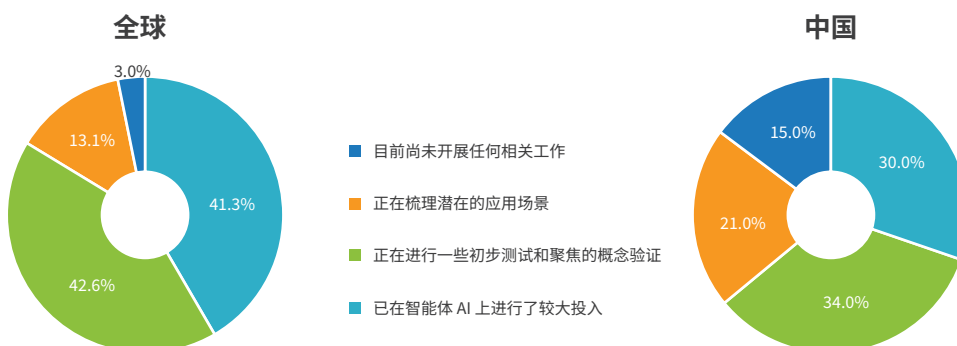 全球
中国
3.0%
13.1%
41.3%
42.6%
目前尚未开展任何相关工作
正在梳理潜在的应用场景
正在进行一些初步测试和聚焦的概念验证
已在智能体 AI 上进行了较大投入
15.0%
30.0%
21.0%
34.0%